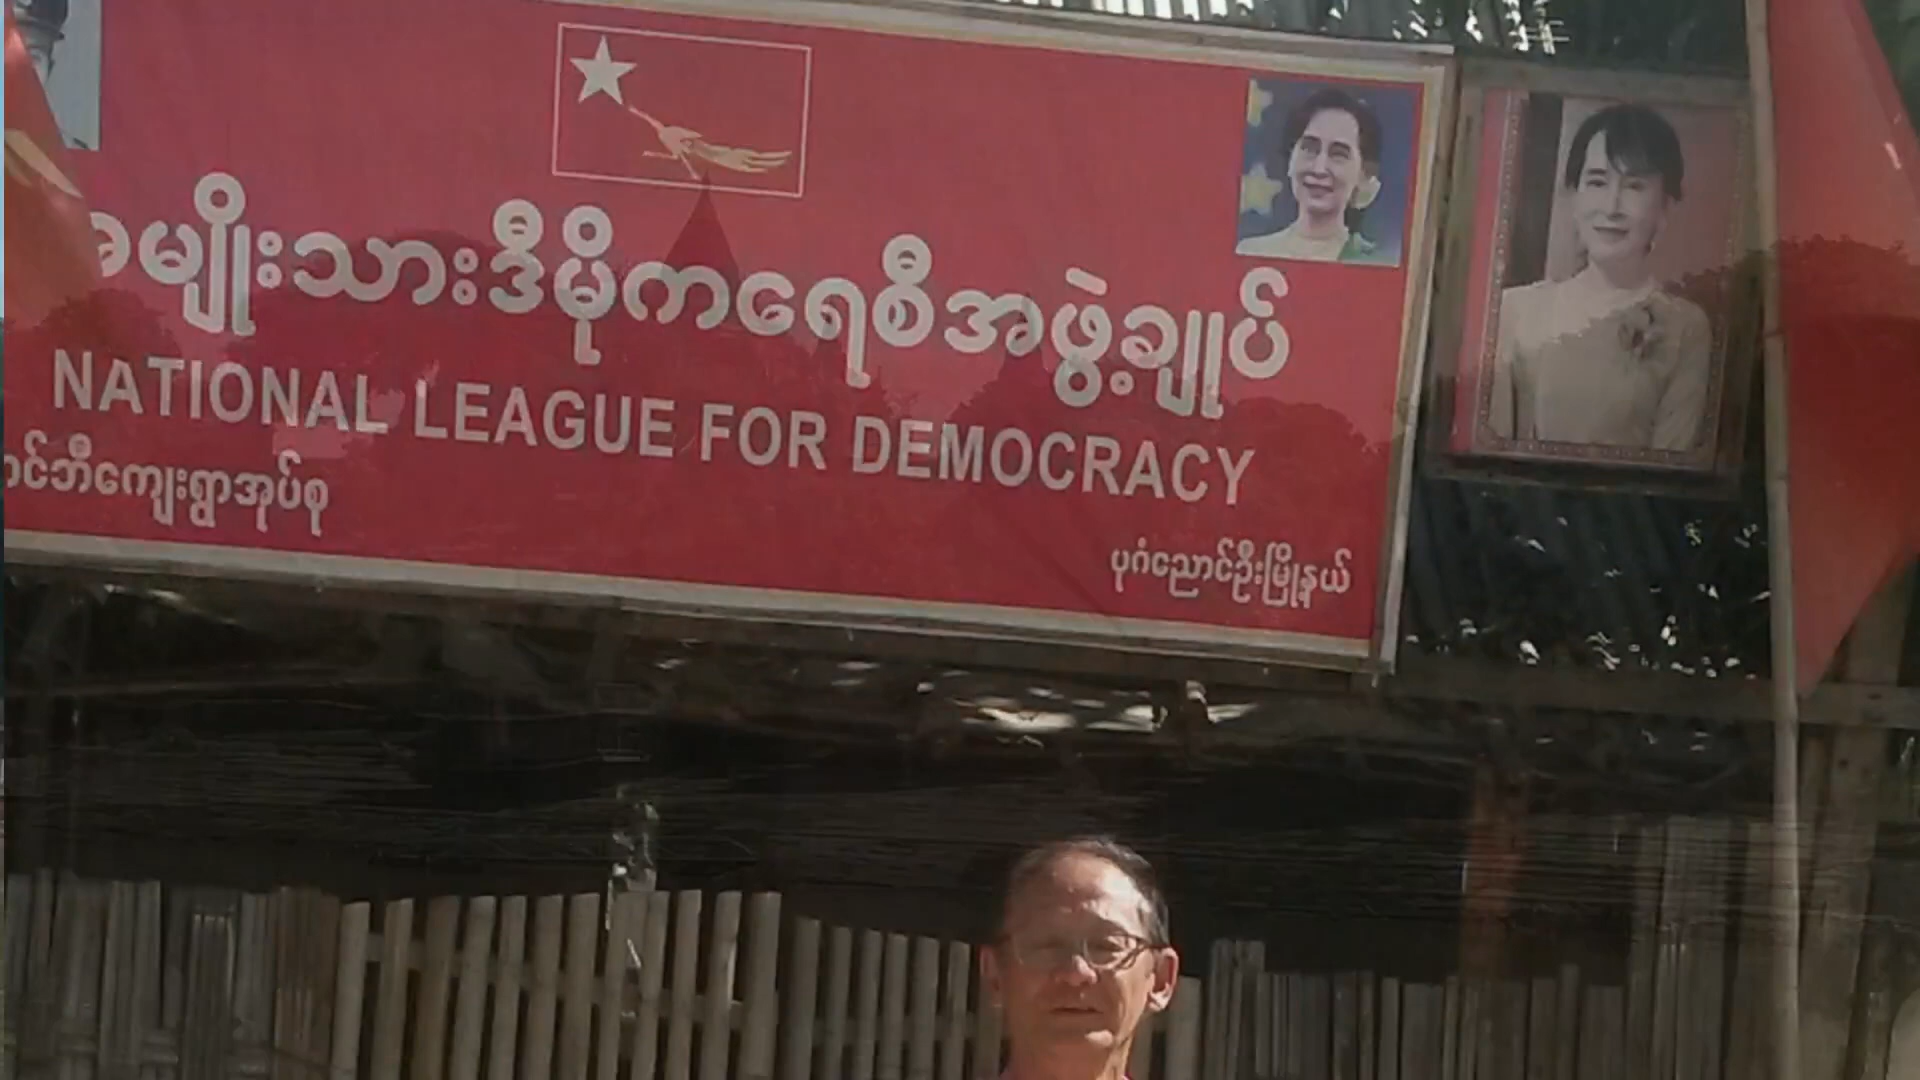 အမျိုးသားဒီမိုကရေစီအဖွဲ့ချုပ်
NATIONAL LEAGUE FOR DEMOCRACY
ကျေးရွာအုပ်စု
ပုဂံညောင်ဦးမြို့နယ်